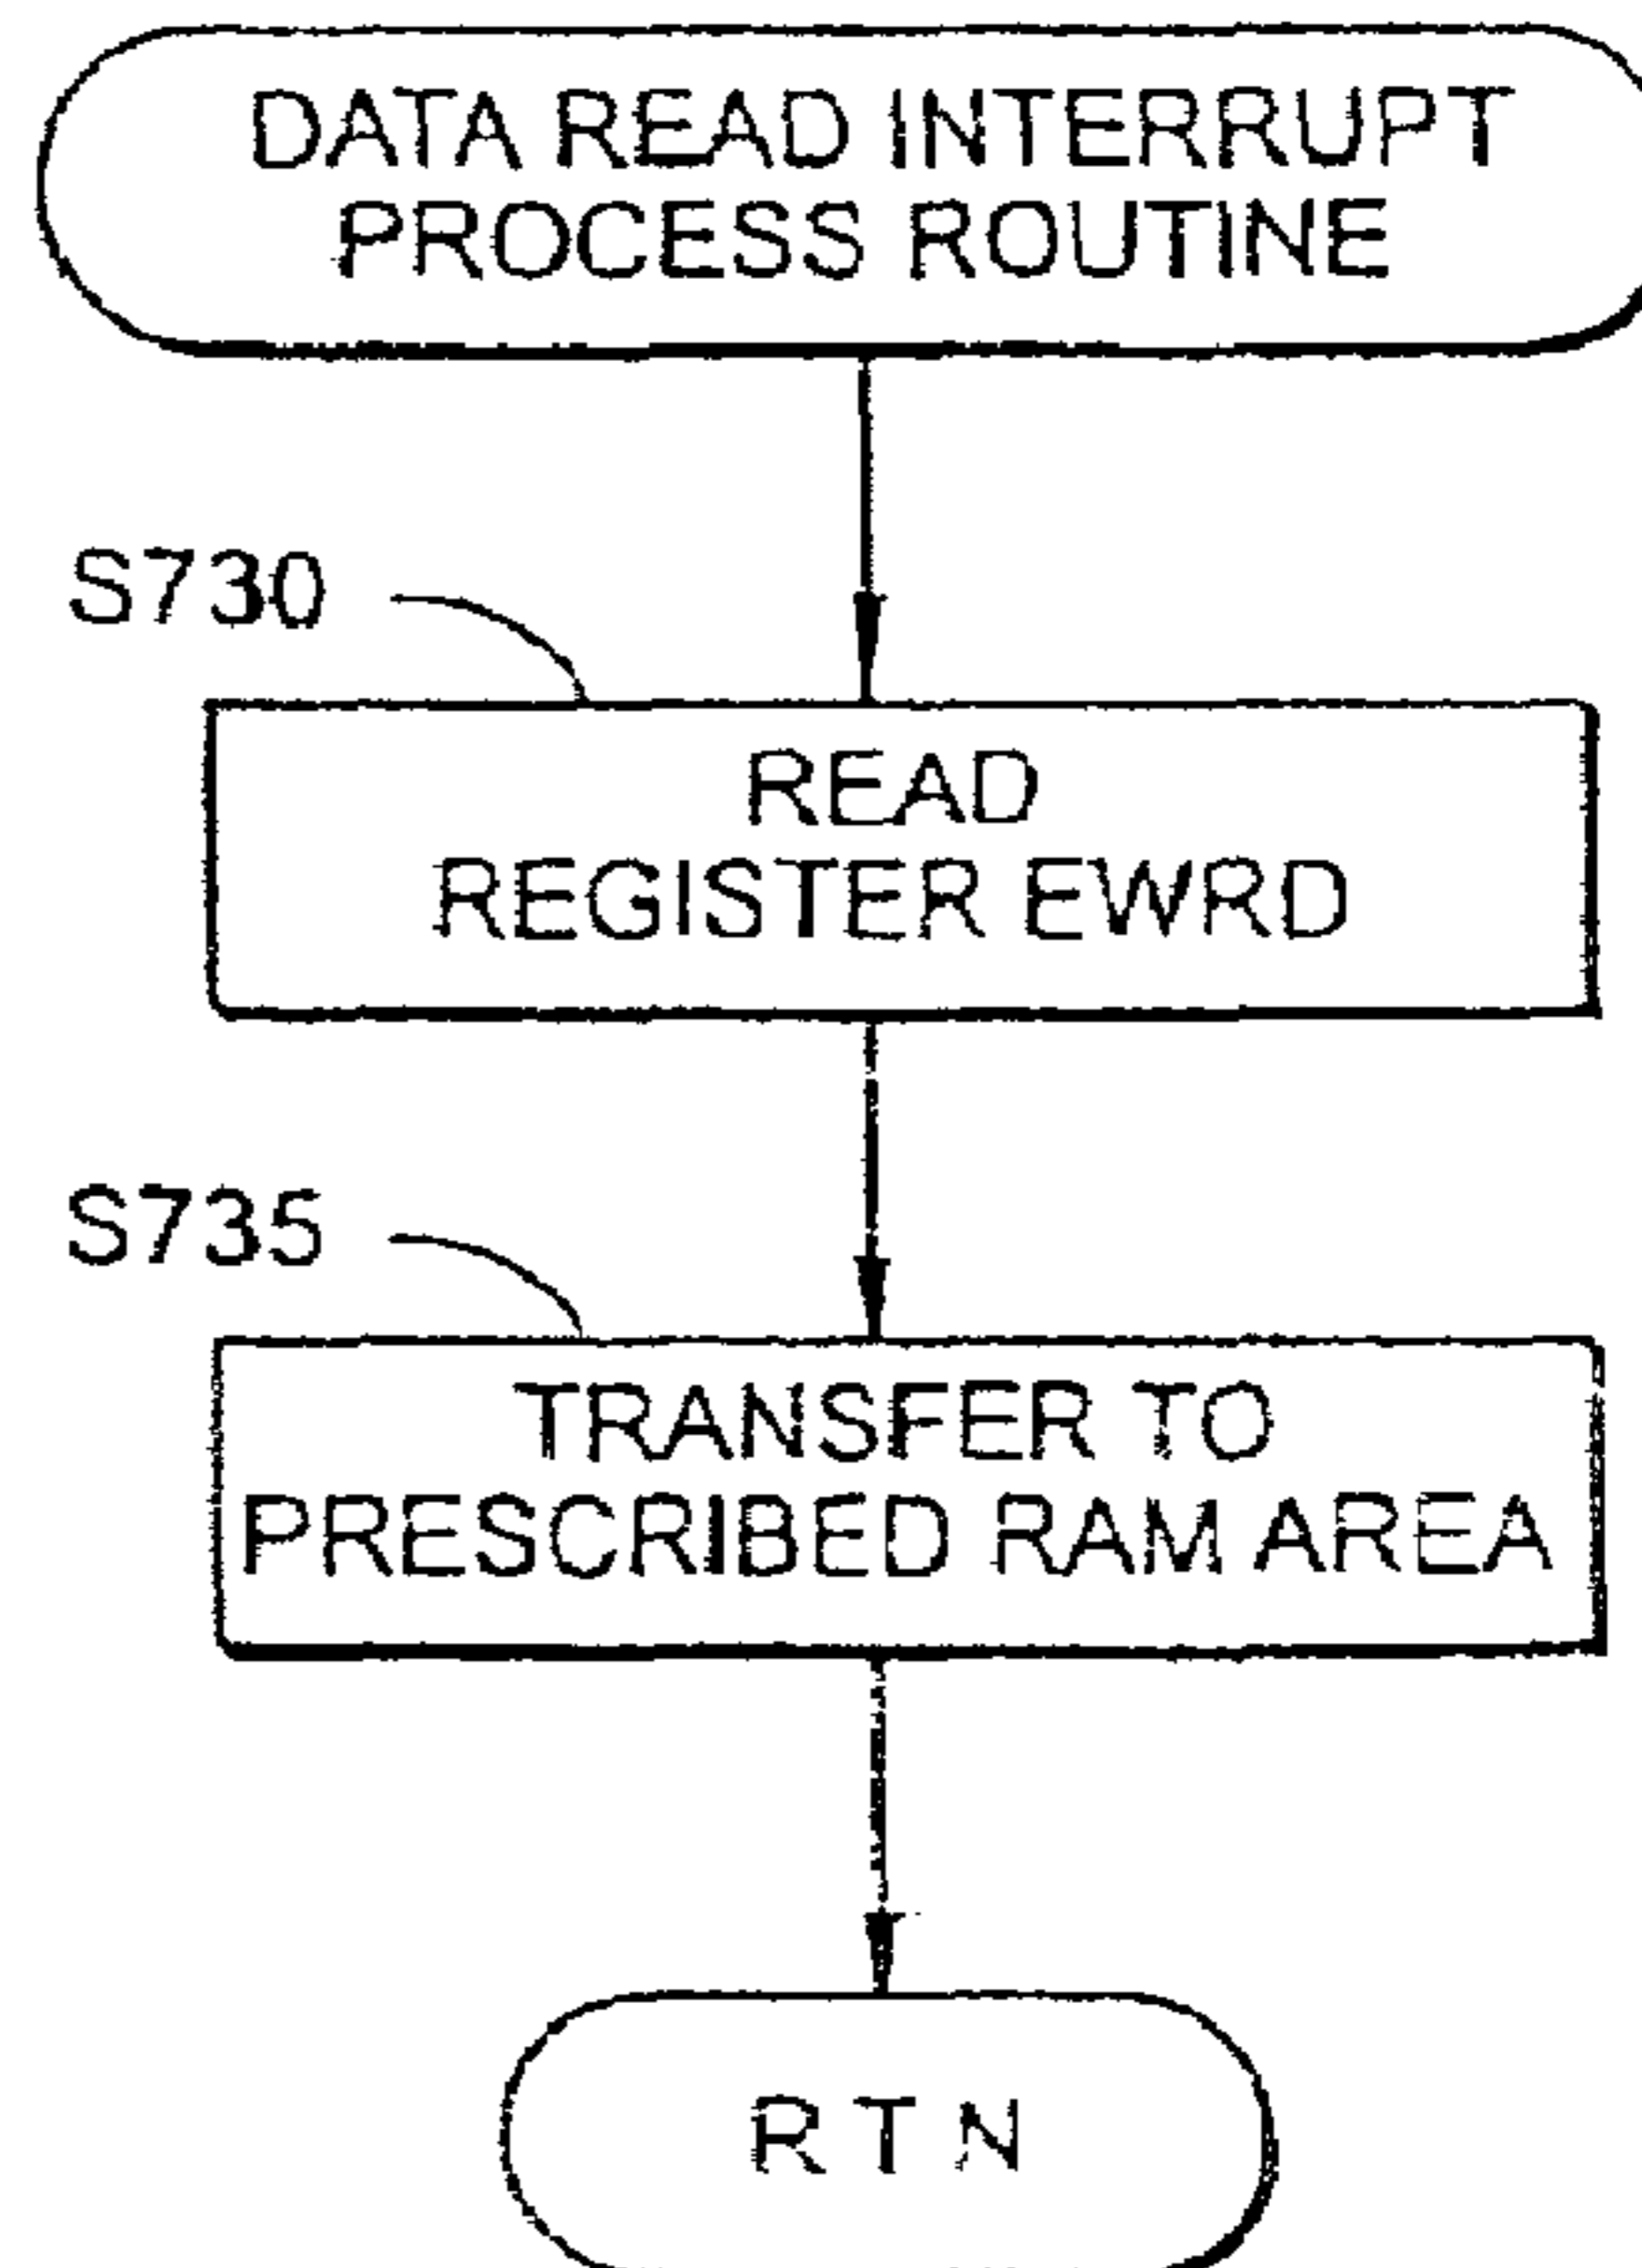 DATA READ INTERRUPT
PROCESS ROUTINE
S730
READ
REGISTER EWRD
S735
TRANSFER TO
PRESCRIBED RAM AREA
RTN